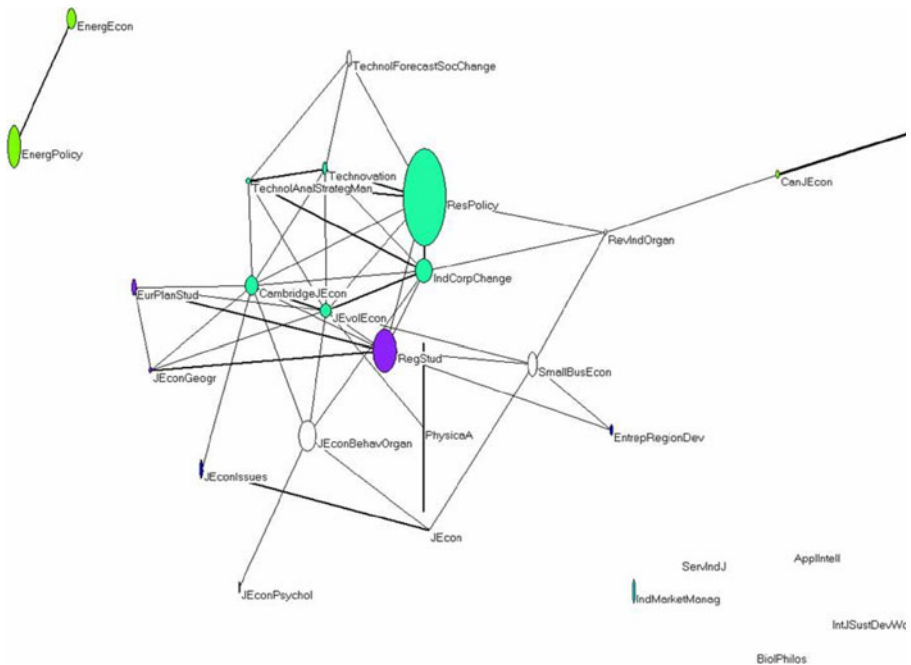 EnergEcon
TechnolForecastSocChange
EnergPolicy
Technovation
TechnolAnalStrategMan
CanJEcon
ResPolicy
RevIndOrgan
IndCorpChange
CambridgeJEcon
EurPlanStud
JEvolEcon
RegStud
SmallBusEcon
JEconGeogr
EntrepRegionDev
PhysicaA
JEconBehavOrgan
JEconIssues
JEcon
ApplIntell
ServIndJ
JEconPsychol
IndMarketManag
IntJSustDevWo
BiolPhilos